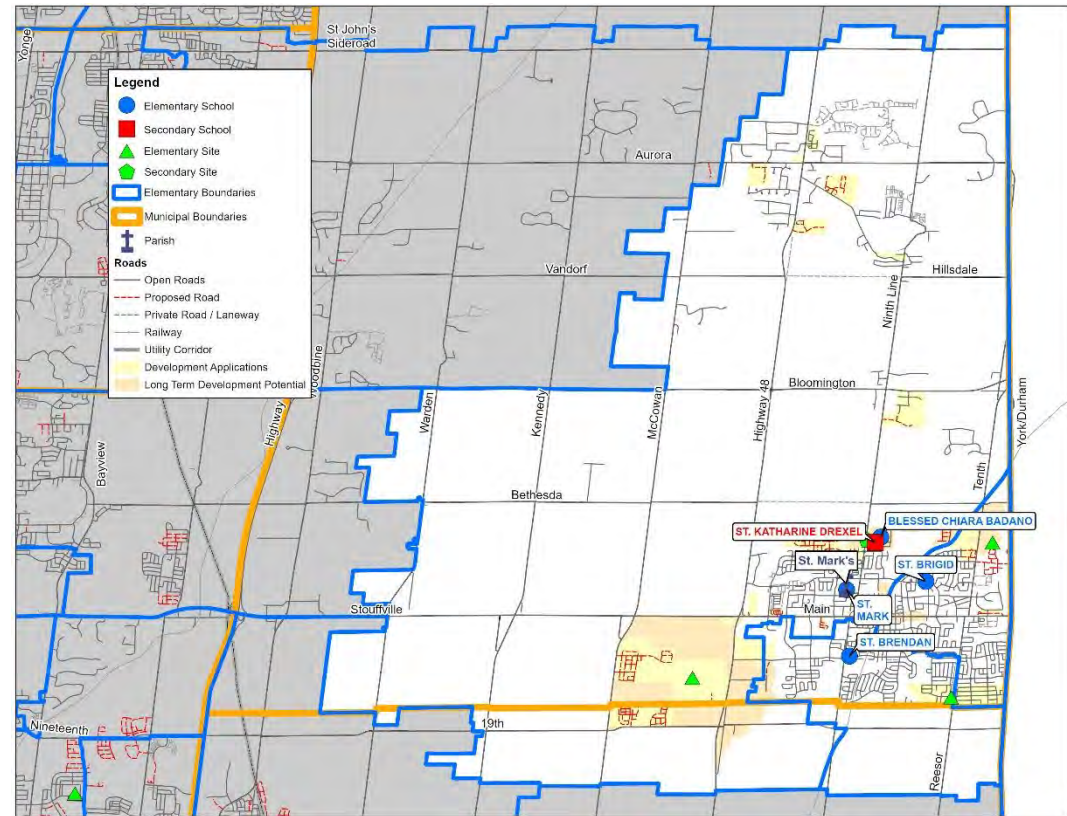 Yonge
St John's
Sideroad
Legend
Elementary School
Secondary School
Elementary Site
Secondary Site
Elementary Boundaries
Municipal Boundaries
Parish
Roads
Open Roads
Proposed Road
Private Road / Laneway
Railway
Utility Corridor
Development Applications
Long Term Development Potential
Aurora
Vandorf
Hillsdale
Ninth Line
Bloomington
Woodbine
Highway
Warden
Kennedy
McCowan
Highway 48
York/Durham
Bayview
Tenth
Bethesda
BLESSED CHIARA BADANO
ST. KATHARINE DREXEL
St. Mark's
ST. BRIGID
Stouffville
Main
ST.
MARK
ST. BRENDAN
Nineteenth
19th
Reesor